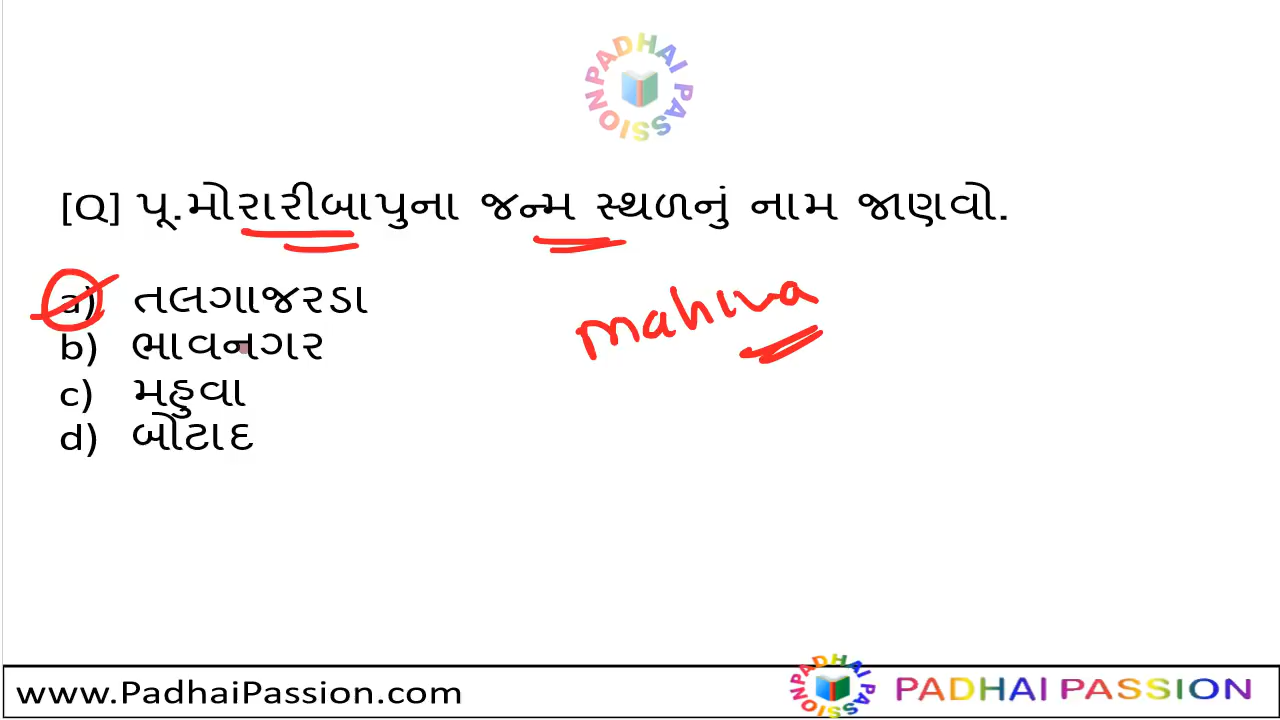 PADHAI PASSION
[Q] પૂ.મોરારીબાપુના જન્મ સ્થળનું નામ જાણવો.
a) તલગાજરડા
mahuva
b) ભાવનગર
c) મહુવા
d) બોટાદ
www.PadhaiPassion.com
PADHAI PASSION
PADHAI PASSION